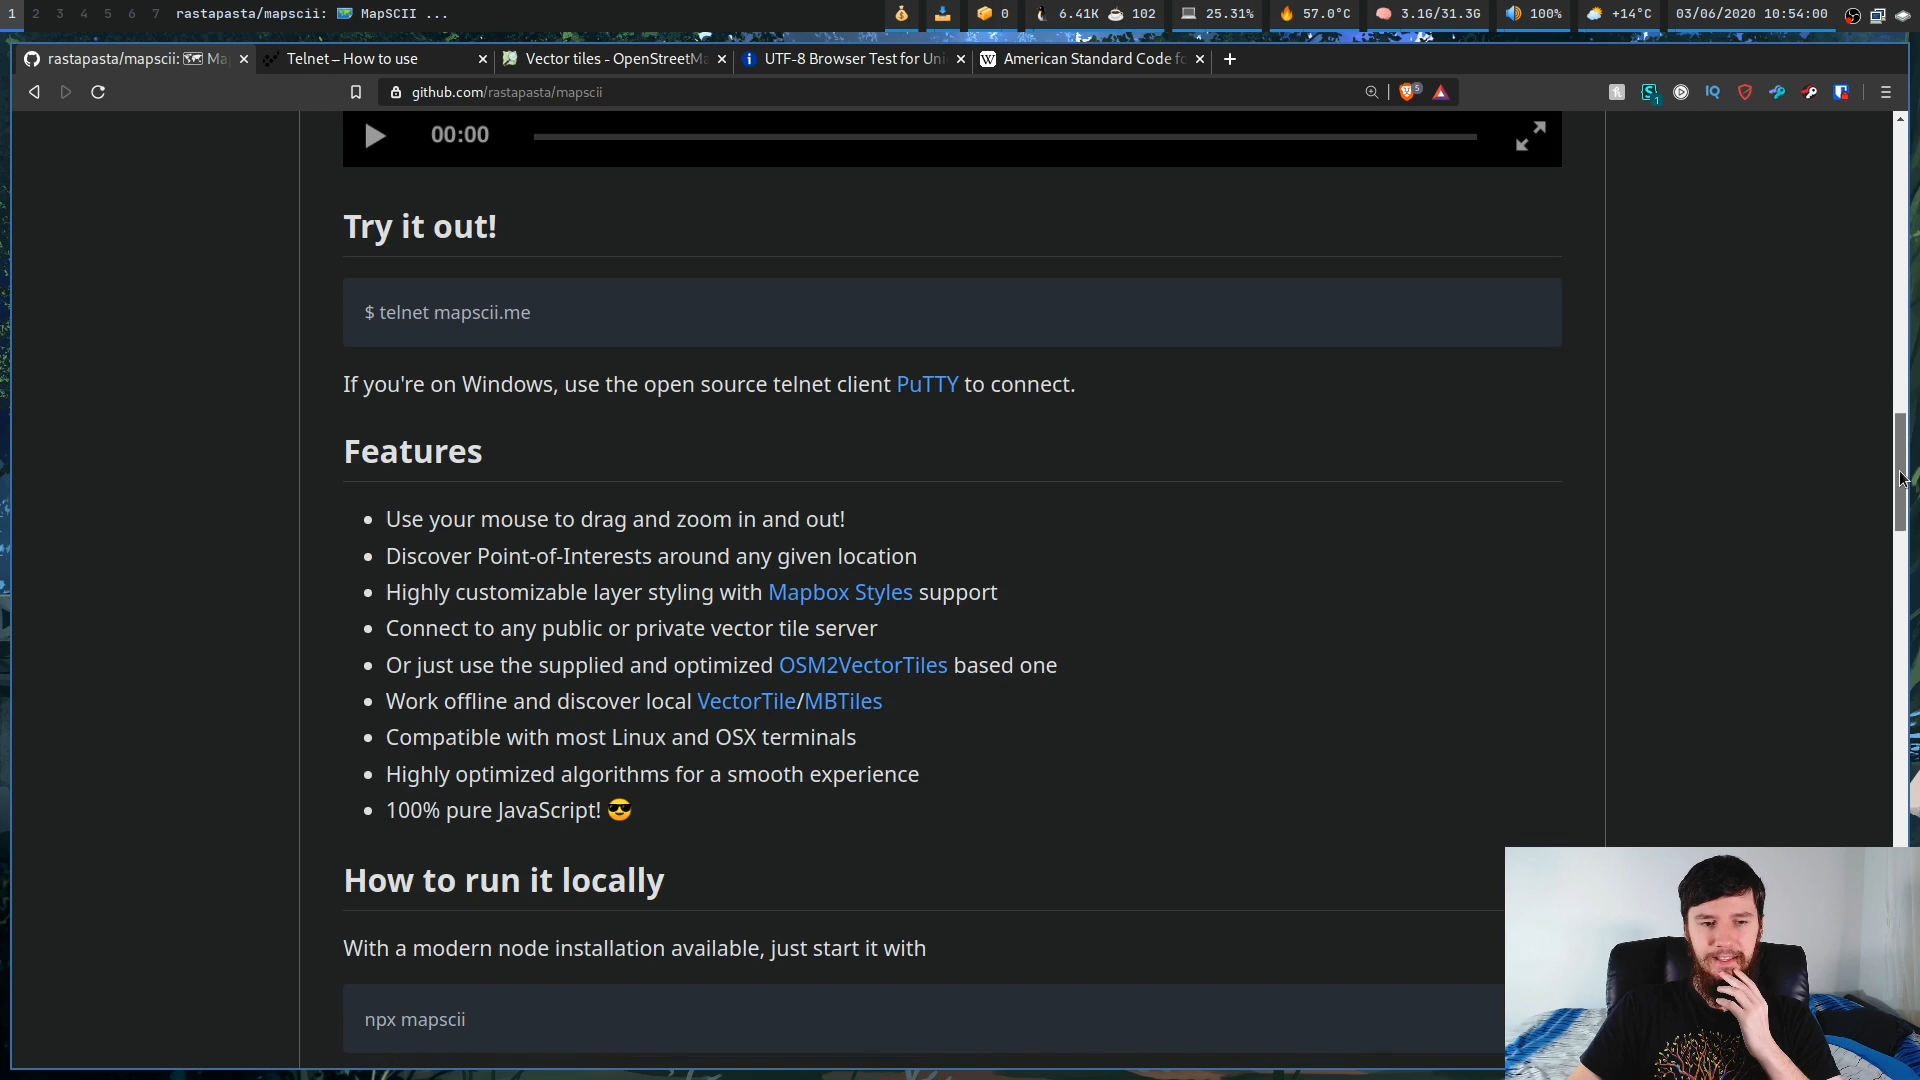 1 2 3 4 5 6 7 rastapasta/mapscii: MapSCII ... 0 6.41K 102 25.31% 57.0°C 3.1G/31.3G 100% +14°C 03/06/2020 10:54:00
rastapasta/mapscii: Ma Telnet – How to use Vector tiles - OpenStreetMa UTF-8 Browser Test for Uni American Standard Code fo
github.com/rastapasta/mapscii 5 1 IQ
00:00
Try it out!
$ telnet mapscii.me
If you're on Windows, use the open source telnet client PuTTY to connect.
Features
• Use your mouse to drag and zoom in and out!
• Discover Point-of-Interests around any given location
• Highly customizable layer styling with Mapbox Styles support
• Connect to any public or private vector tile server
• Or just use the supplied and optimized OSM2VectorTiles based one
• Work offline and discover local VectorTile/MBTiles
• Compatible with most Linux and OSX terminals
• Highly optimized algorithms for a smooth experience
• 100% pure JavaScript! 😎
How to run it locally
With a modern node installation available, just start it with
npx mapscii